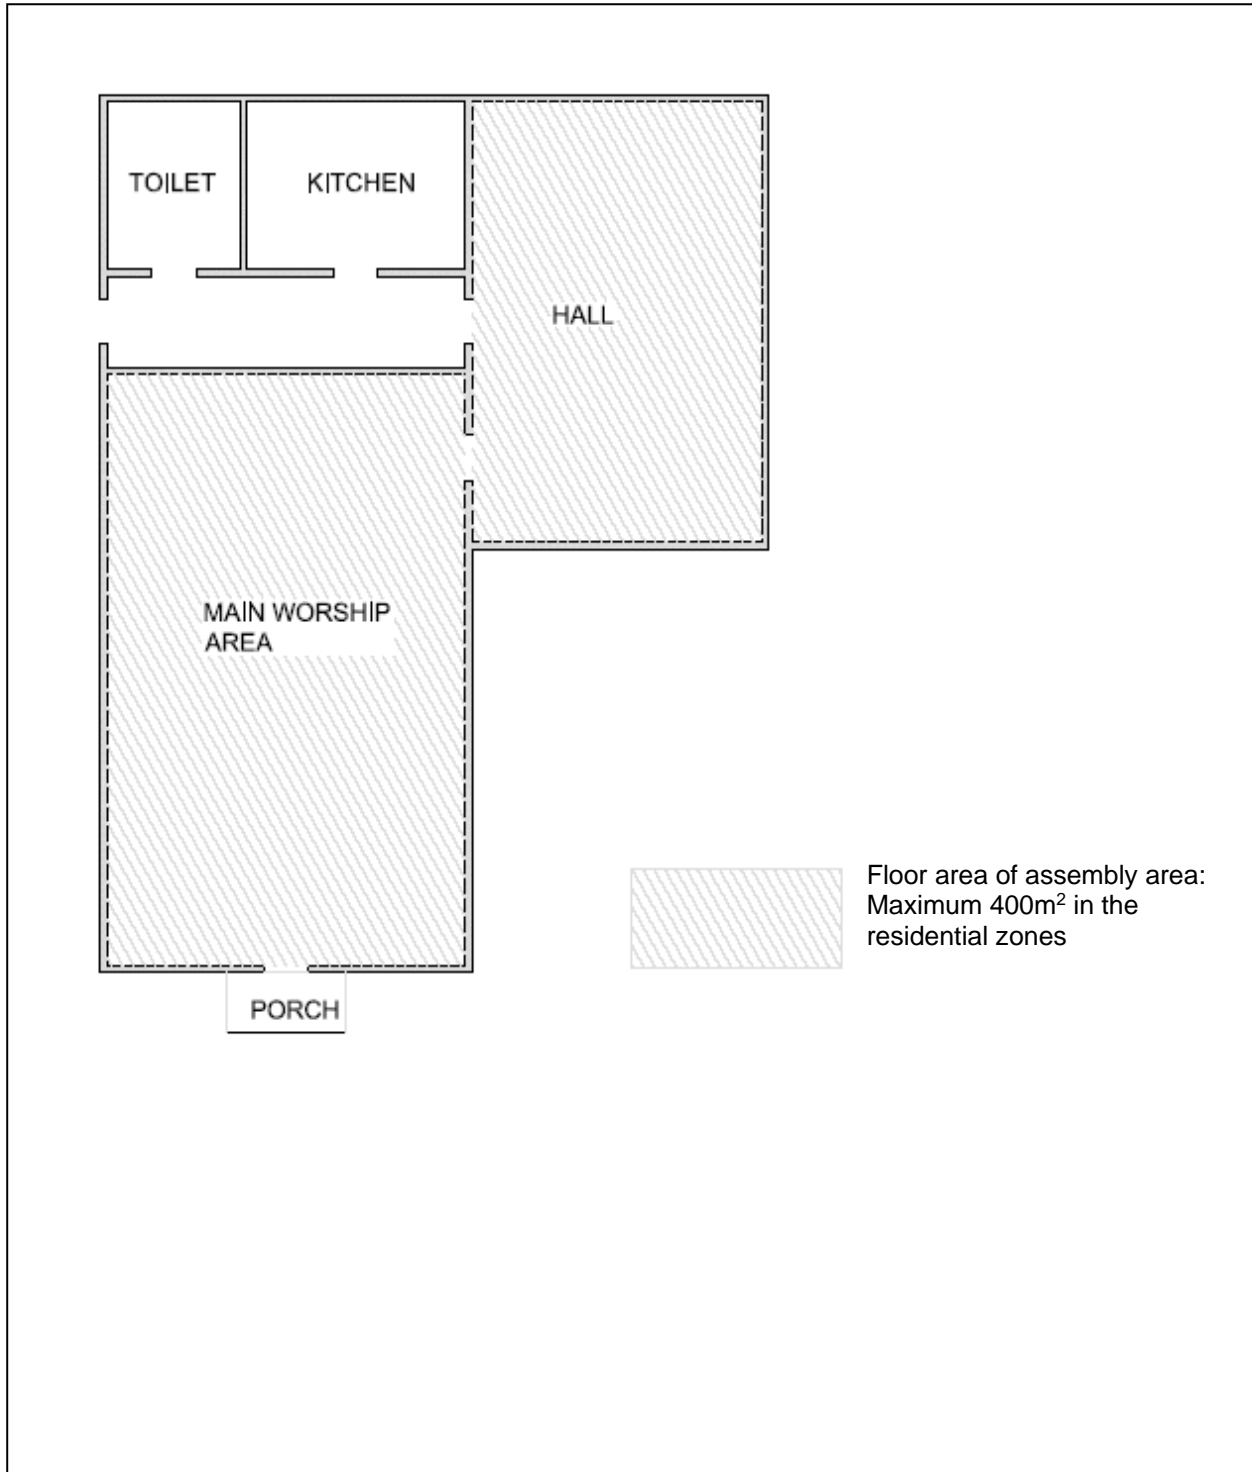 TOILET
KITCHEN
HALL
MAIN WORSHIP
AREA
Floor area of assembly area:
Maximum 400m² in the
residential zones
PORCH